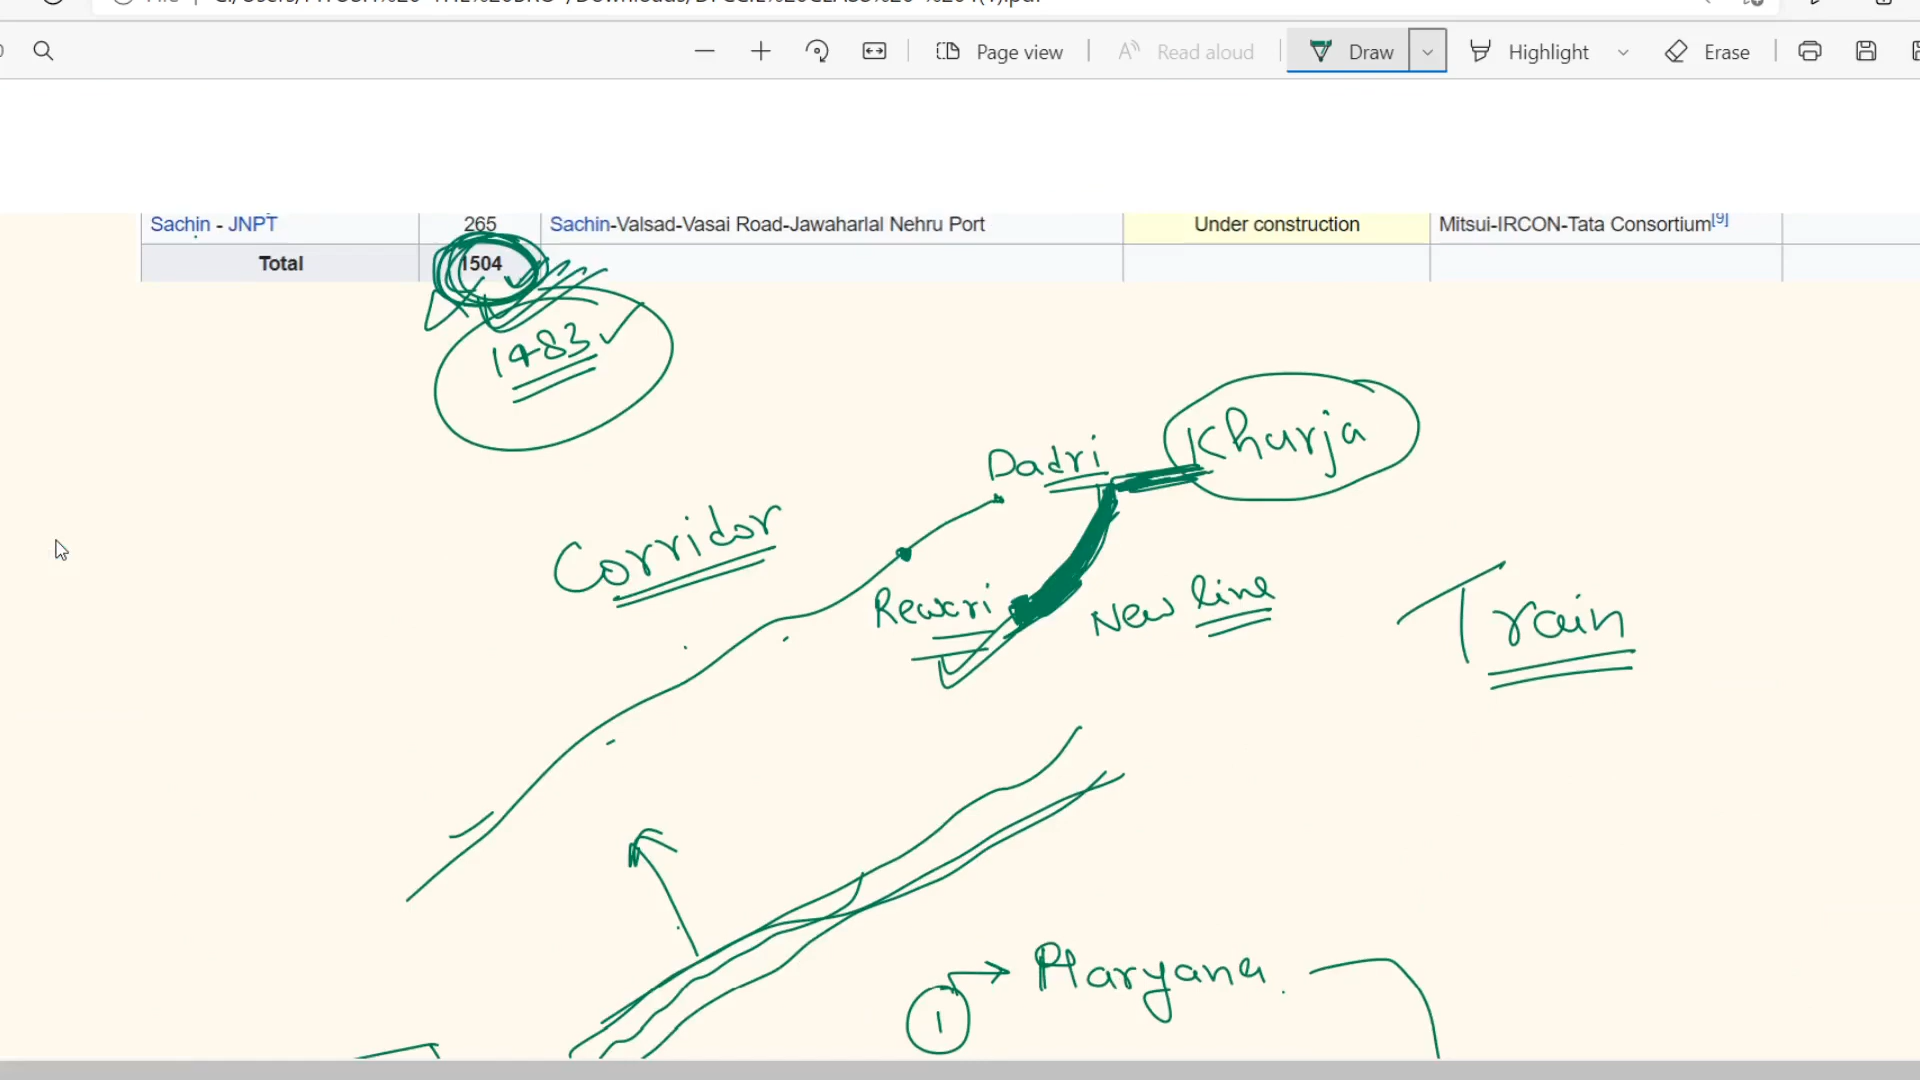 Page view
Read aloud
Draw
Highlight
Erase
Sachin - JNPT 265 Sachin-Valsad-Vasai Road-Jawaharlal Nehru Port Under construction Mitsui-IRCON-Tata Consortium[9]
Total 1504
1483
Khurja
Dadri
Corridor
Rewari
New line
Train
1 → Haryana